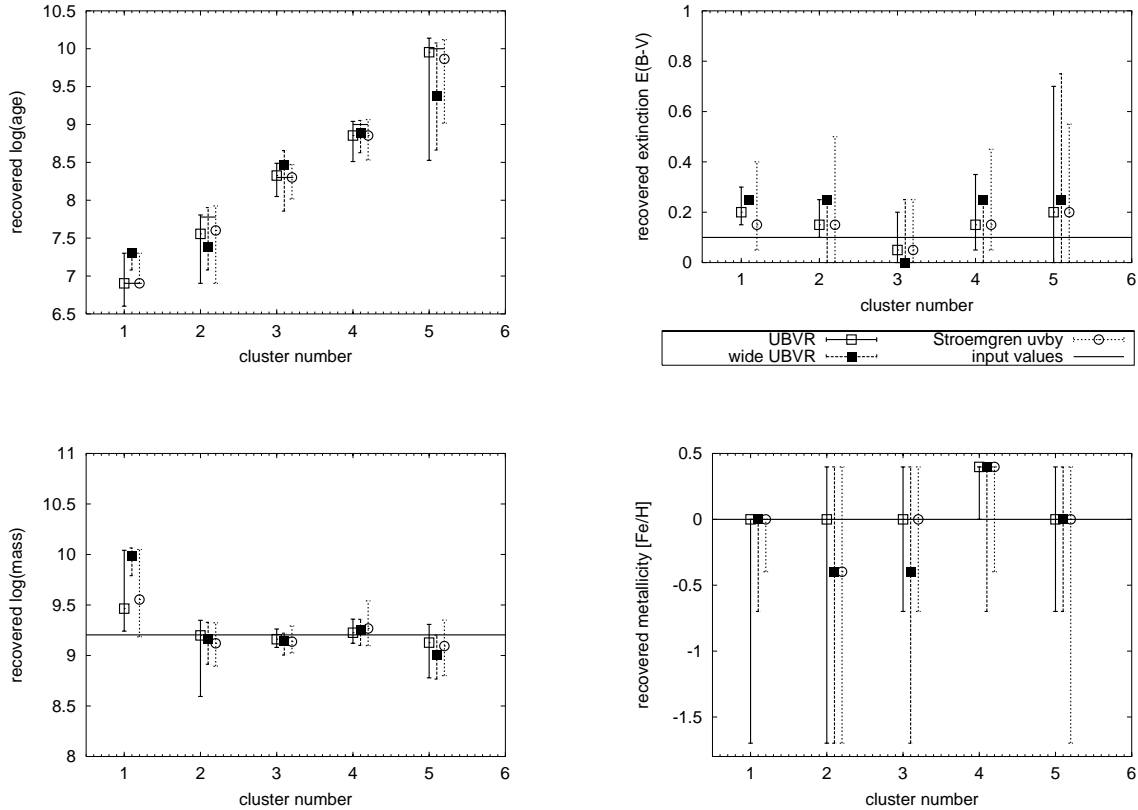 10.5
10
9.5
9
8.5
8
7.5
7
6.5
1 2 3 4 5 6
cluster number
recovered log(age)
1
0.8
0.6
0.4
0.2
0
1 2 3 4 5 6
cluster number
recovered extinction E(B-V)
UBVR
wide UBVR
Stroemgren uvby
input values
11
10.5
10
9.5
9
8.5
8
1 2 3 4 5 6
cluster number
recovered log(mass)
0.5
0
-0.5
-1
-1.5
1 2 3 4 5 6
cluster number
recovered metallicity [Fe/H]